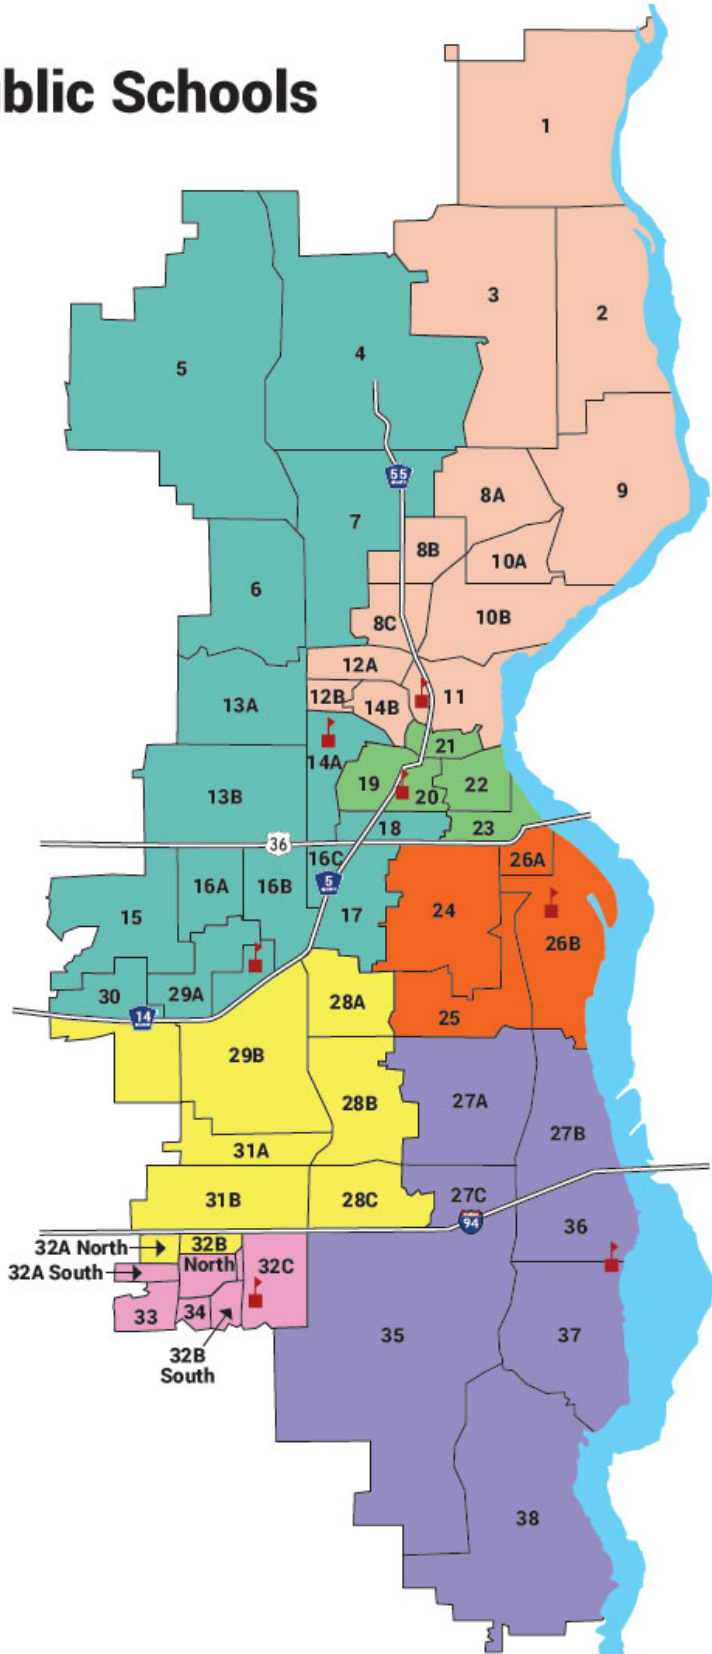 blic Schools
1
3
2
5
4
55
9
8A
7
8B
10A
6
10B
8C
12A
12B
14B
11
13A
21
14A
19
20
22
13B
18
23
36
16C
26A
5
16A
16B
15
17
24
26B
30
29A
28A
14
25
29B
27A
28B
27B
31A
31B
28C
27C
94
36
32A North
32B
North
32A South
32C
33
34
32B
South
35
37
38